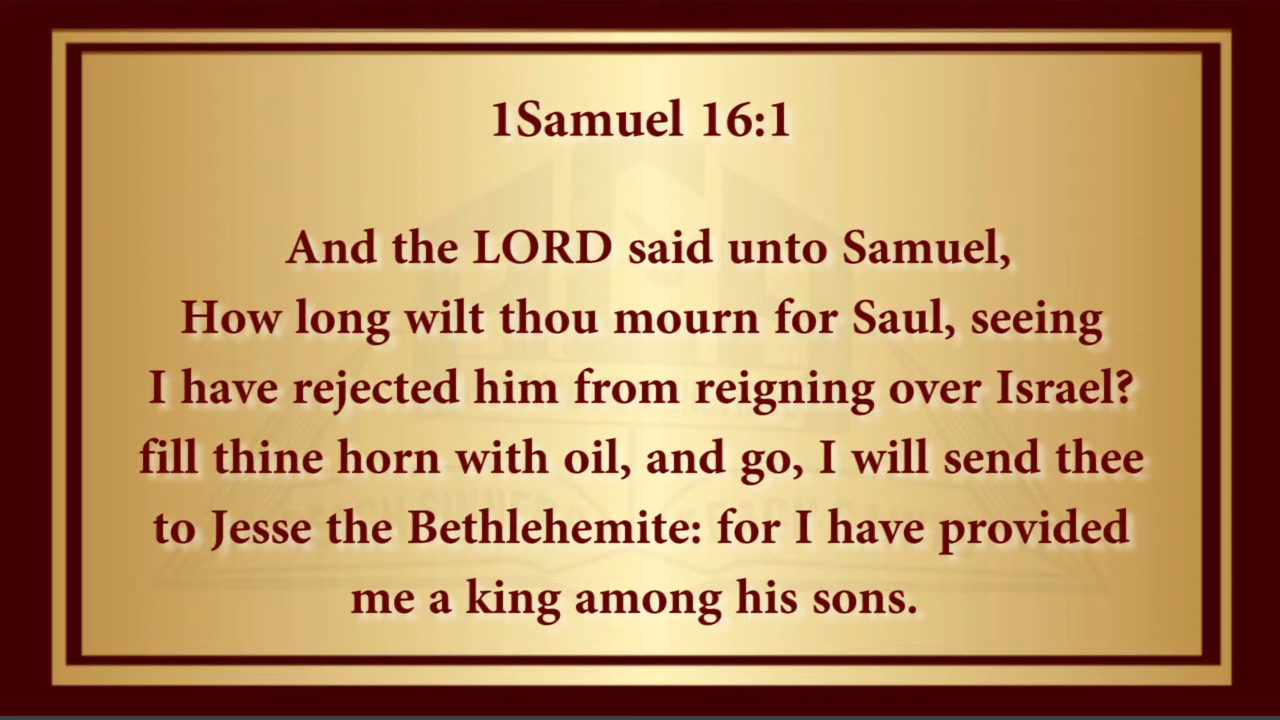 1Samuel 16:1
And the LORD said unto Samuel,
How long wilt thou mourn for Saul, seeing
I have rejected him from reigning over Israel?
fill thine horn with oil, and go, I will send thee
to Jesse the Bethlehemite: for I have provided
me a king among his sons.